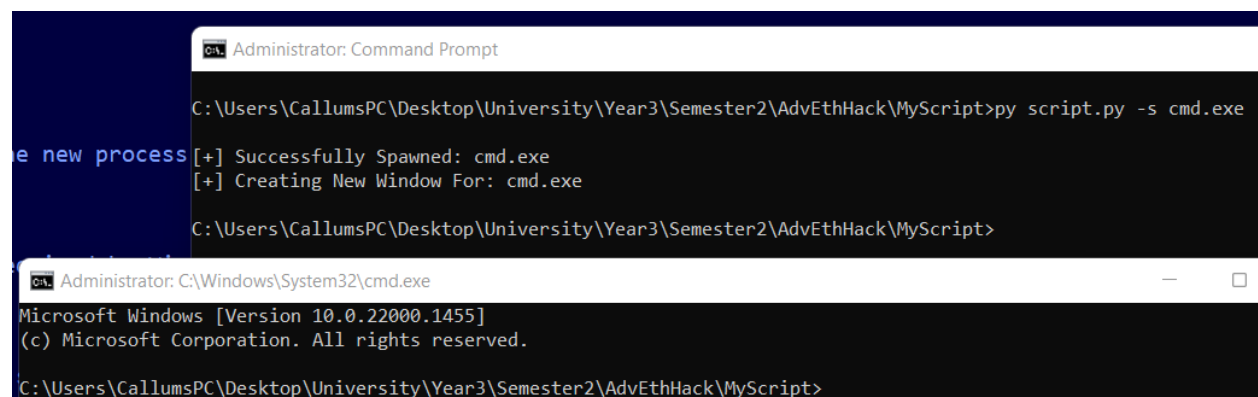 Administrator: Command Prompt
C:\Users\CallumsPC\Desktop\University\Year3\Semester2\AdvEthHack\MyScript>py script.py -s cmd.exe
e new process
[+] Successfully Spawned: cmd.exe
[+] Creating New Window For: cmd.exe
C:\Users\CallumsPC\Desktop\University\Year3\Semester2\AdvEthHack\MyScript>
Administrator: C:\Windows\System32\cmd.exe
Microsoft Windows [Version 10.0.22000.1455]
(c) Microsoft Corporation. All rights reserved.
C:\Users\CallumsPC\Desktop\University\Year3\Semester2\AdvEthHack\MyScript>